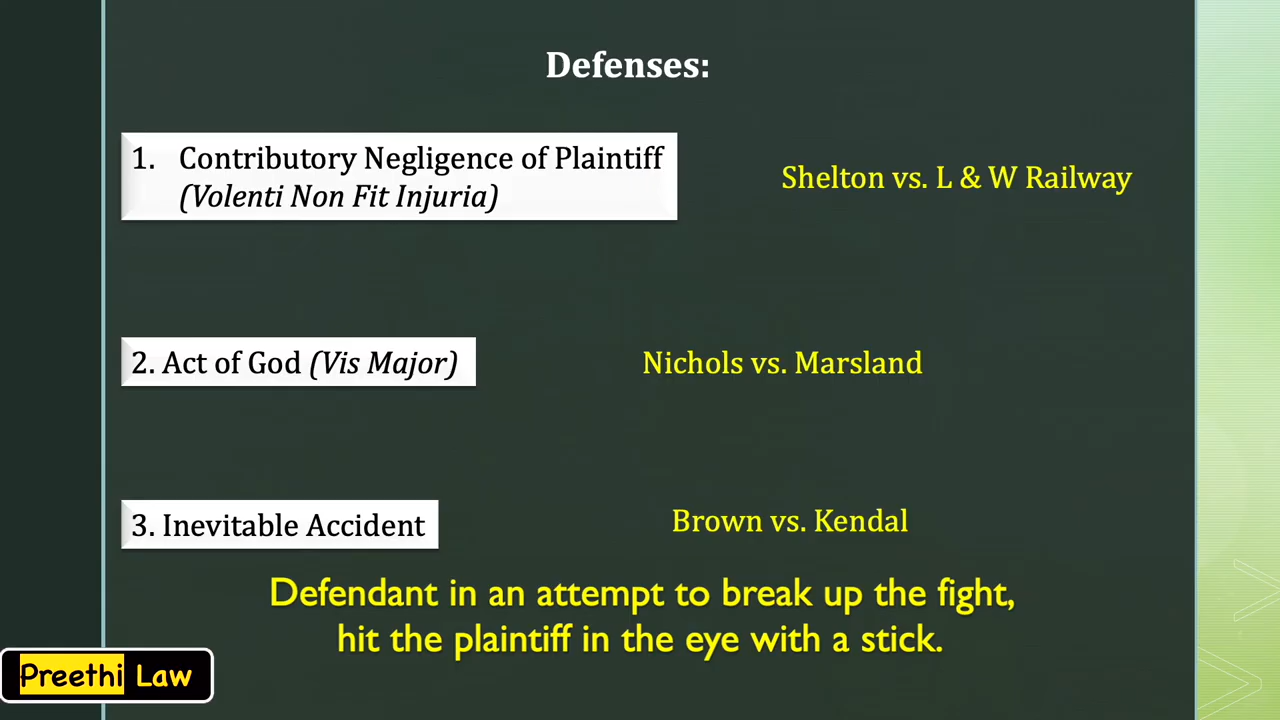 Defenses:
1. Contributory Negligence of Plaintiff
(Volenti Non Fit Injuria)
Shelton vs. L & W Railway
2. Act of God (Vis Major)
Nichols vs. Marsland
3. Inevitable Accident
Brown vs. Kendal
Defendant in an attempt to break up the fight,
hit the plaintiff in the eye with a stick.
Preethi Law